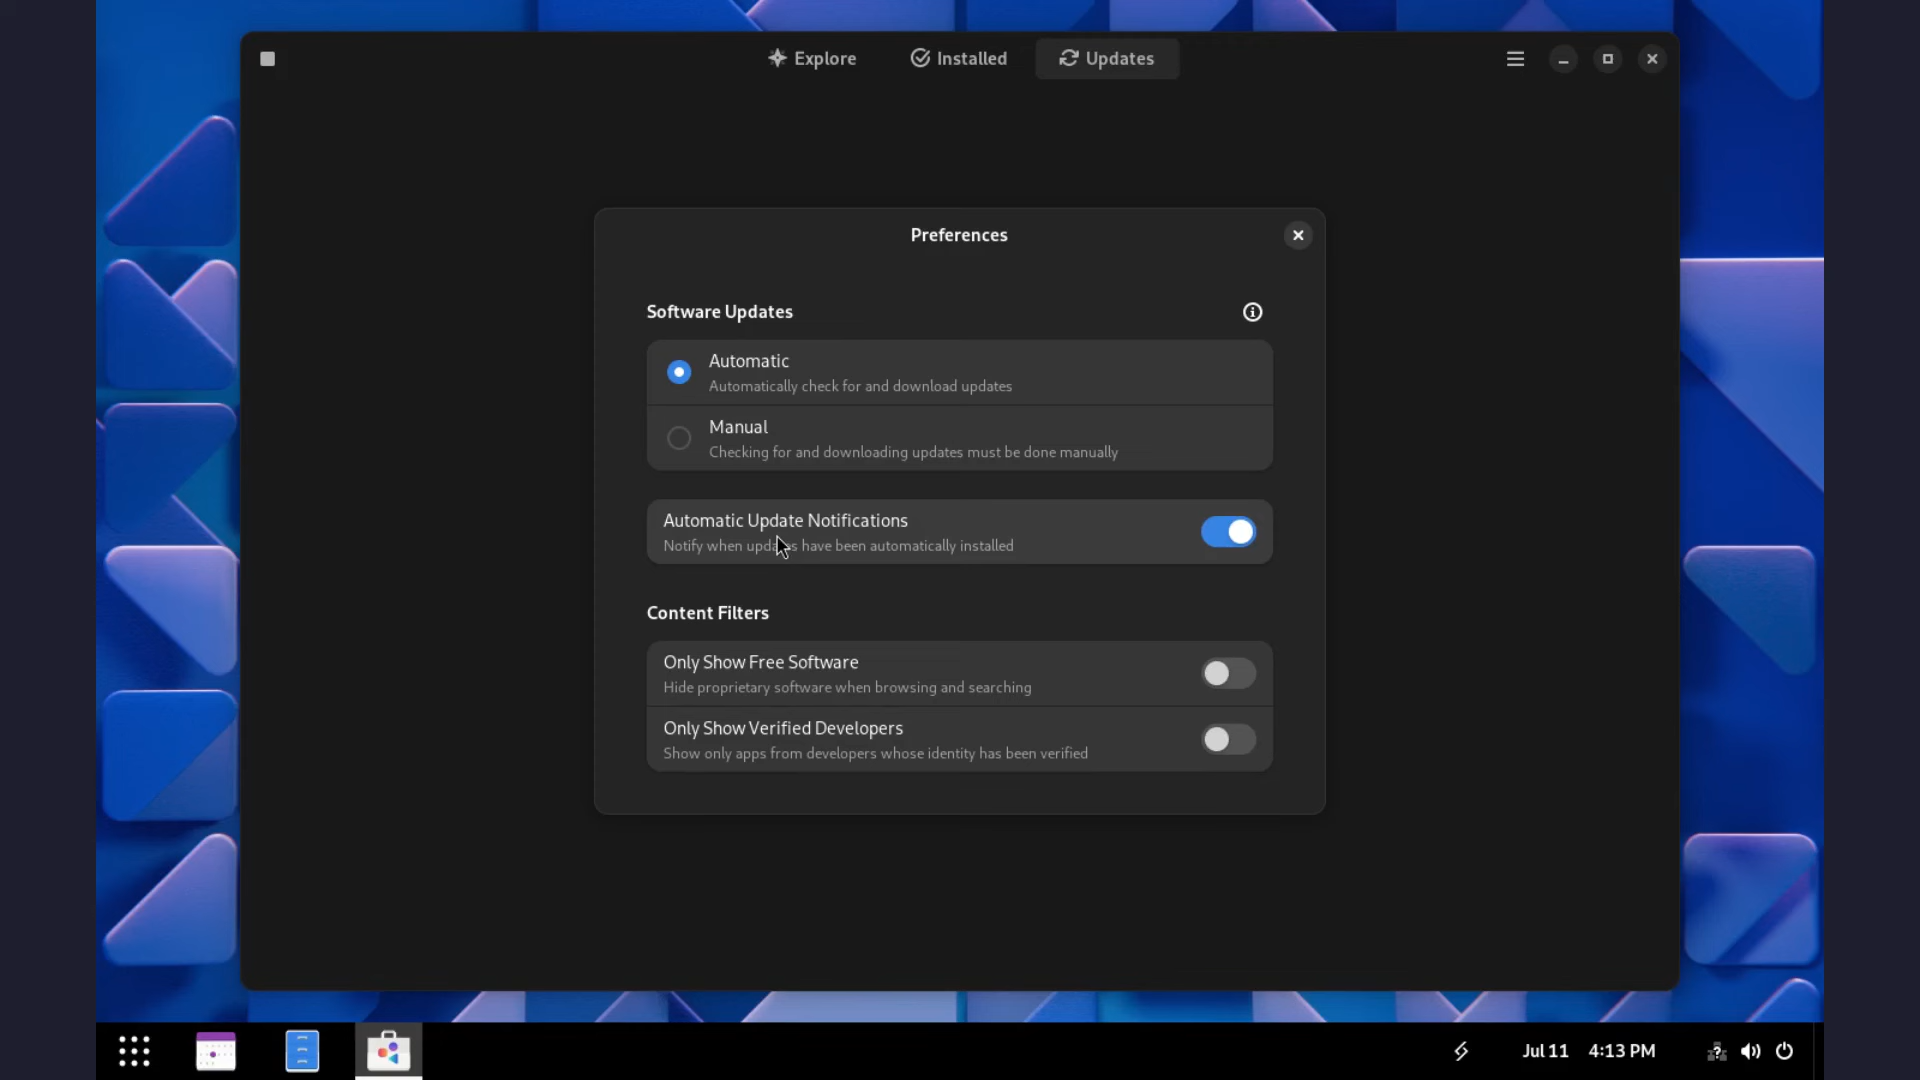 Explore
Installed
Updates
Preferences
Software Updates
Automatic
Automatically check for and download updates
Manual
Checking for and downloading updates must be done manually
Automatic Update Notifications
Notify when updates have been automatically installed
Content Filters
Only Show Free Software
Hide proprietary software when browsing and searching
Only Show Verified Developers
Show only apps from developers whose identity has been verified
Jul 11 4:13 PM